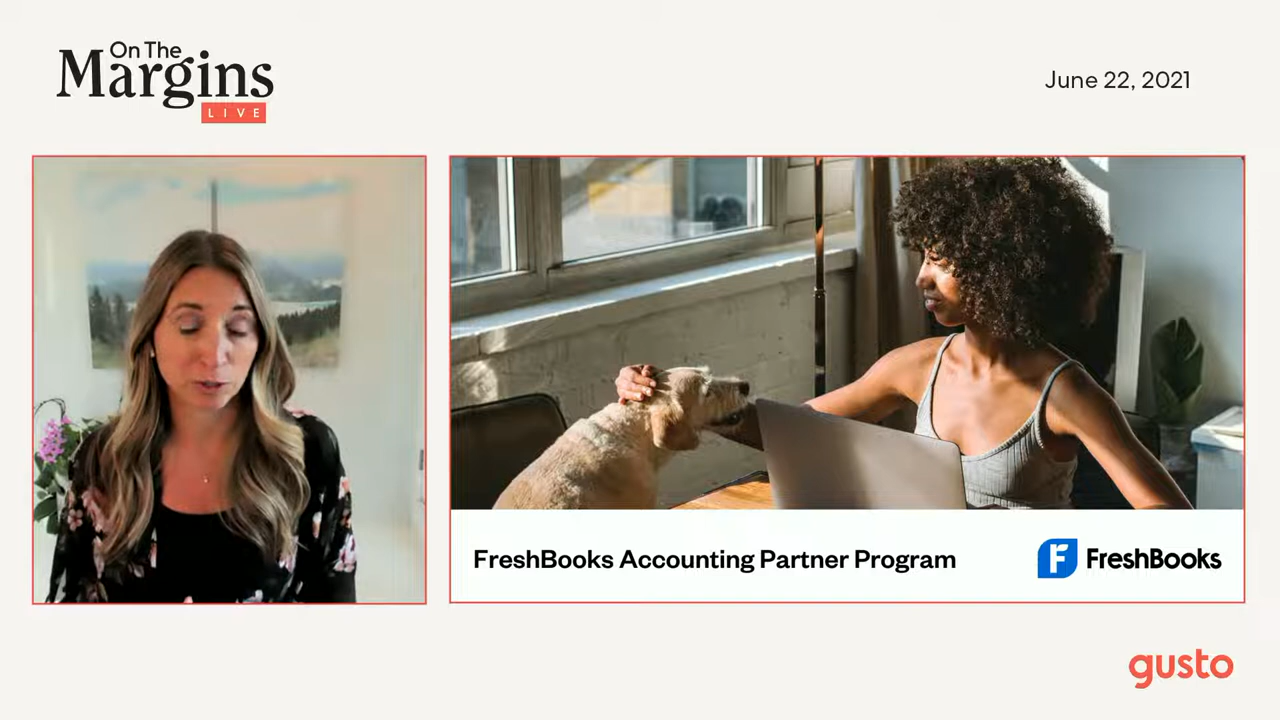 On The
Margins
LIVE
June 22, 2021
FreshBooks Accounting Partner Program
F FreshBooks
gusto